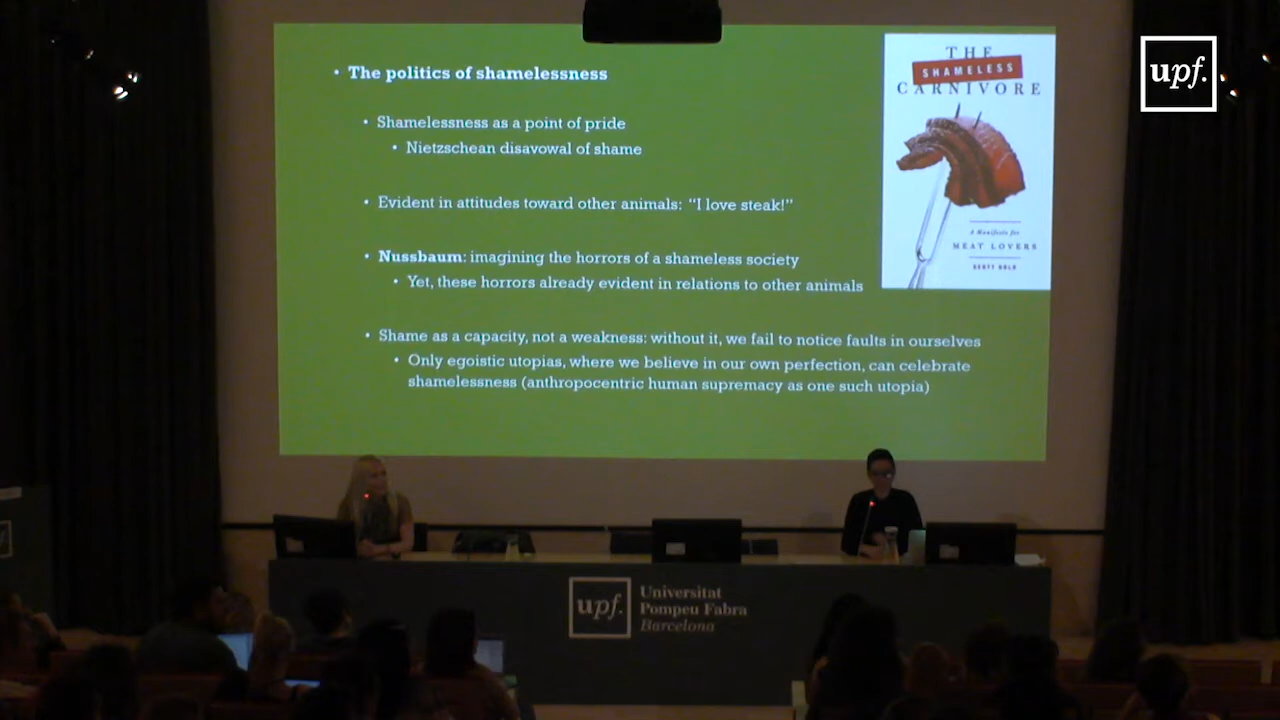 • The politics of shamelessness
• Shamelessness as a point of pride
• Nietzschean disavowal of shame
• Evident in attitudes toward other animals: “I love steak!”
• Nussbaum: imagining the horrors of a shameless society
• Yet, these horrors already evident in relations to other animals
• Shame as a capacity, not a weakness: without it, we fail to notice faults in ourselves
• Only egoistic utopias, where we believe in our own perfection, can celebrate
shamelessness (anthropocentric human supremacy as one such utopia)
THE
SHAMELESS
CARNIVORE
A Manifesto for
MEAT LOVERS
SCOTT GOLD
upf.
upf.
Universitat
Pompeu Fabra
Barcelona